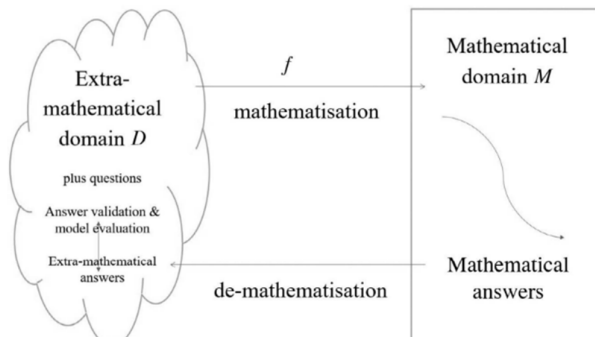 Extra-
mathematical
domain D
plus questions
Answer validation &
model evaluation
Extra-mathematical
answers
f
mathematisation
de-mathematisation
Mathematical
domain M
Mathematical
answers